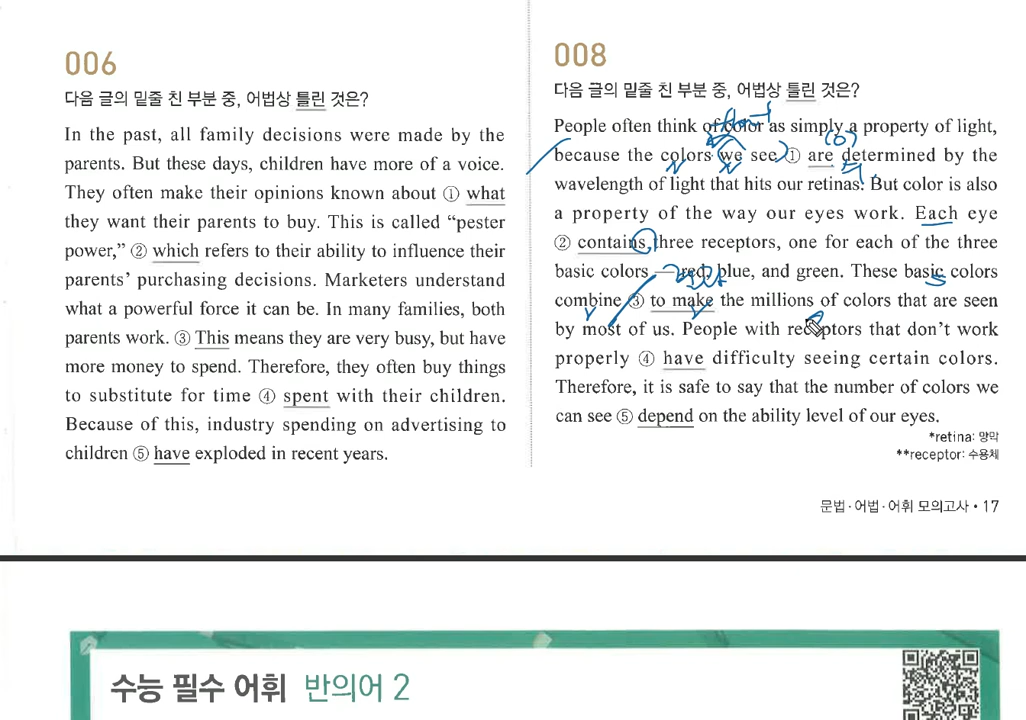 006
다음 글의 밑줄 친 부분 중, 어법상 틀린 것은?
In the past, all family decisions were made by the
parents. But these days, children have more of a voice.
They often make their opinions known about ① what
they want their parents to buy. This is called “pester
power,” ② which refers to their ability to influence their
parents’ purchasing decisions. Marketers understand
what a powerful force it can be. In many families, both
parents work. ③ This means they are very busy, but have
more money to spend. Therefore, they often buy things
to substitute for time ④ spent with their children.
Because of this, industry spending on advertising to
children ⑤ have exploded in recent years.
008
다음 글의 밑줄 친 부분 중, 어법상 틀린 것은?
People often think of color as simply a property of light,
because the colors we see ① are determined by the
wavelength of light that hits our retinas. But color is also
a property of the way our eyes work. Each eye
② contains three receptors, one for each of the three
basic colors—red, blue, and green. These basic colors
combine ③ to make the millions of colors that are seen
by most of us. People with receptors that don’t work
properly ④ have difficulty seeing certain colors.
Therefore, it is safe to say that the number of colors we
can see ⑤ depend on the ability level of our eyes.
*retina: 망막
**receptor: 수용체
문법·어법·어휘 모의고사 • 17
수능 필수 어휘 반의어 2